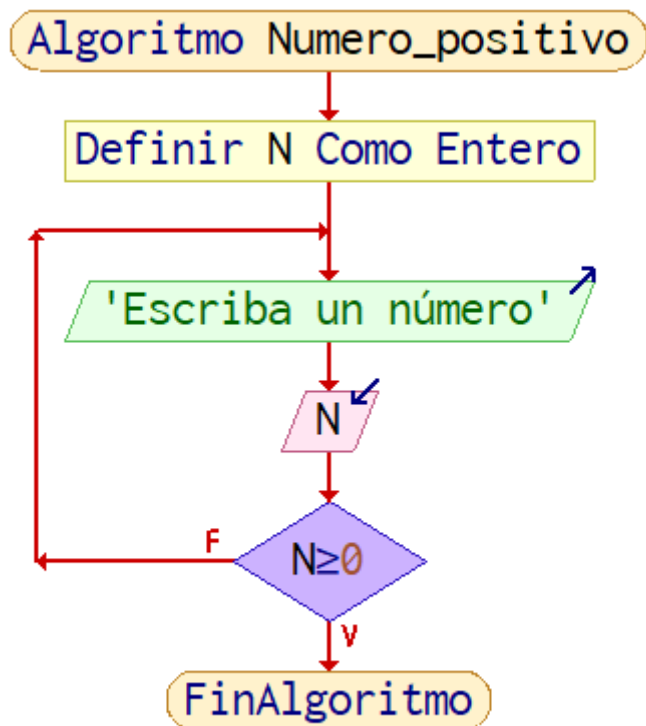 Algoritmo Numero_positivo
Definir N Como Entero
'Escriba un número'
N
F
N≥0
V
FinAlgoritmo